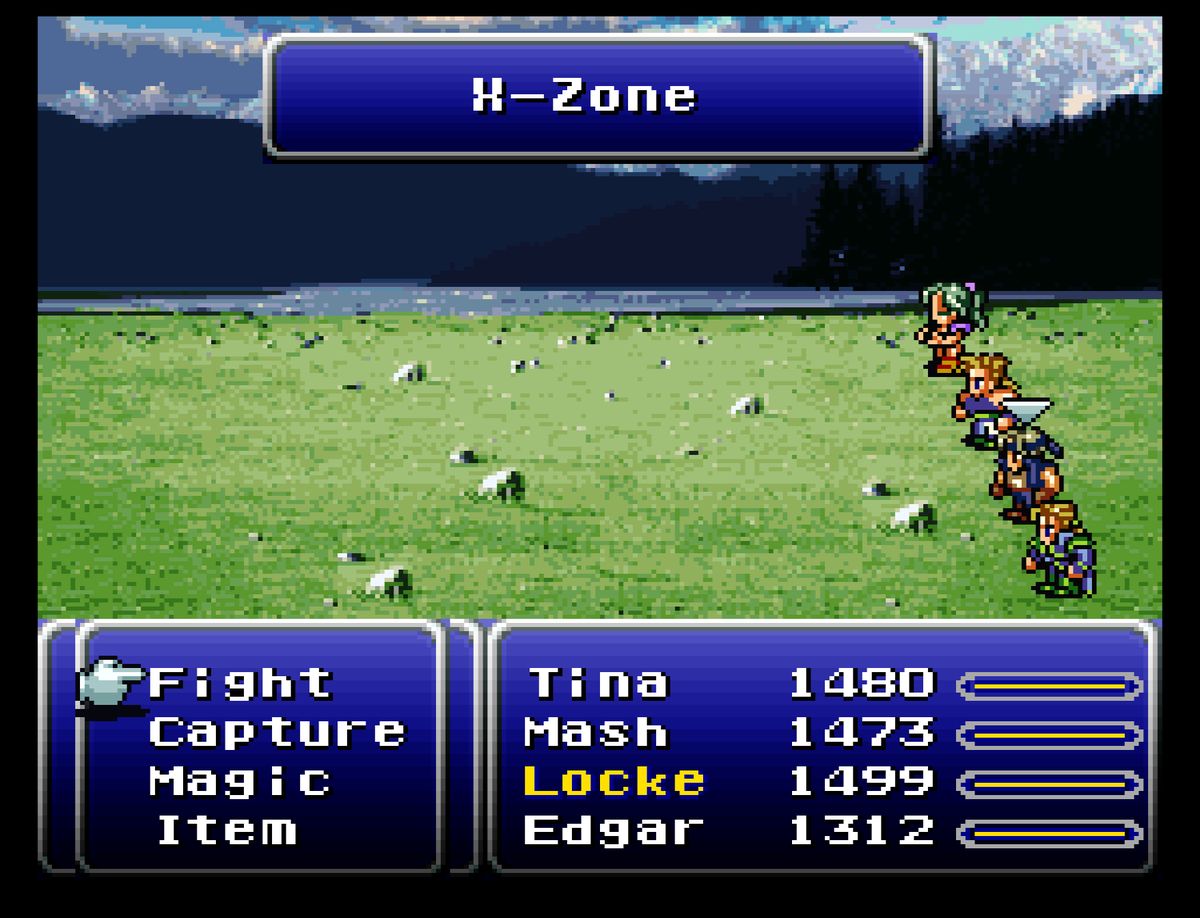 X-Zone
Fight
Capture
Magic
Item
Tina 1480
Mash 1473
Locke 1499
Edgar 1312